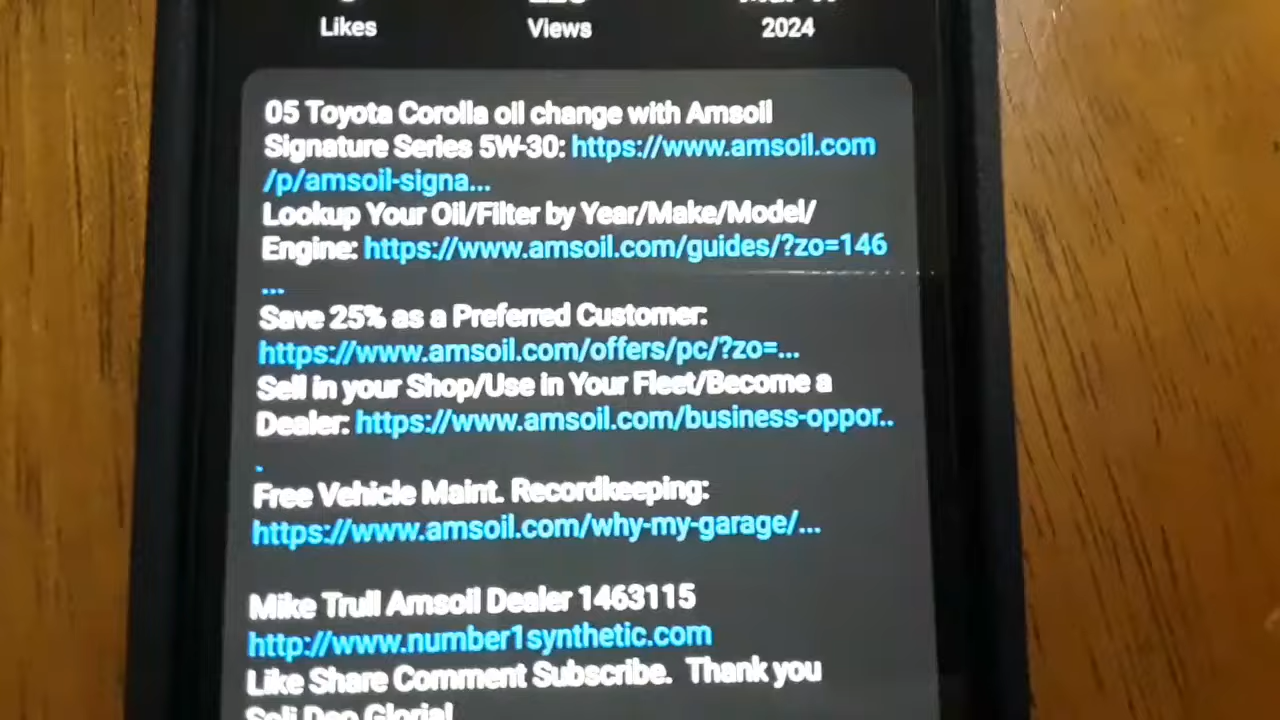 Likes Views 2024
05 Toyota Corolla oil change with Amsoil
Signature Series 5W-30: https://www.amsoil.com
/p/amsoil-signa...
Lookup Your Oil/Filter by Year/Make/Model/
Engine: https://www.amsoil.com/guides/?zo=146
...
Save 25% as a Preferred Customer:
https://www.amsoil.com/offers/pc/?zo=...
Sell in your Shop/Use in Your Fleet/Become a
Dealer: https://www.amsoil.com/business-oppor..
.
Free Vehicle Maint. Recordkeeping:
https://www.amsoil.com/why-my-garage/...
Mike Trull Amsoil Dealer 1463115
http://www.number1synthetic.com
Like Share Comment Subscribe. Thank you
Soli Deo Gloria!